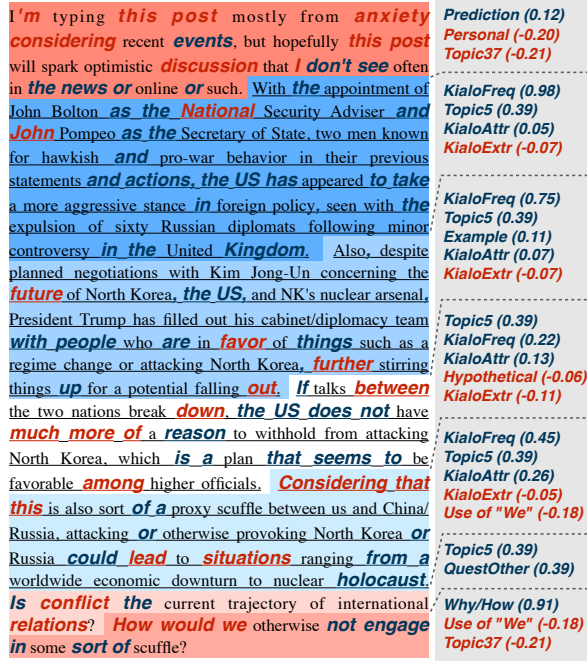 I'm typing this post mostly from anxiety
considering recent events, but hopefully this post
will spark optimistic discussion that I don't see often
in the news or online or such. With the appointment of
John Bolton as the National Security Adviser and
John Pompeo as the Secretary of State, two men known
for hawkish and pro-war behavior in their previous
statements and actions, the US has appeared to take
a more aggressive stance in foreign policy, seen with the
expulsion of sixty Russian diplomats following minor
controversy in the United Kingdom. Also, despite
planned negotiations with Kim Jong-Un concerning the
future of North Korea, the US, and NK's nuclear arsenal,
President Trump has filled out his cabinet/diplomacy team
with people who are in favor of things such as a
regime change or attacking North Korea, further stirring
things up for a potential falling out. If talks between
the two nations break down, the US does not have
much more of a reason to withhold from attacking
North Korea, which is a plan that seems to be
favorable among higher officials. Considering that
this is also sort of a proxy scuffle between us and China/
Russia, attacking or otherwise provoking North Korea or
Russia could lead to situations ranging from a
worldwide economic downturn to nuclear holocaust.
Is conflict the current trajectory of international
relations? How would we otherwise not engage
in some sort of scuffle?
Prediction (0.12)
Personal (-0.20)
Topic37 (-0.21)
KialoFreq (0.98)
Topic5 (0.39)
KialoAttr (0.05)
KialoExtr (-0.07)
KialoFreq (0.75)
Topic5 (0.39)
Example (0.11)
KialoAttr (0.07)
KialoExtr (-0.07)
Topic5 (0.39)
KialoFreq (0.22)
KialoAttr (0.13)
Hypothetical (-0.06)
KialoExtr (-0.11)
KialoFreq (0.45)
Topic5 (0.39)
KialoAttr (0.26)
KialoExtr (-0.05)
Use of "We" (-0.18)
Topic5 (0.39)
QuestOther (0.39)
Why/How (0.91)
Use of "We" (-0.18)
Topic37 (-0.21)